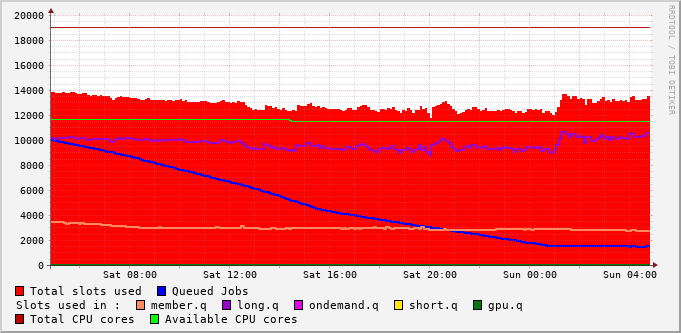 RRDTOOL / TOBI OETIKER
20000
18000
16000
14000
12000
10000
8000
6000
4000
2000
0
Sat 08:00 Sat 12:00 Sat 16:00 Sat 20:00 Sun 00:00 Sun 04:00
Total slots used Queued Jobs
Slots used in : member.q long.q ondemand.q short.q gpu.q
Total CPU cores Available CPU cores